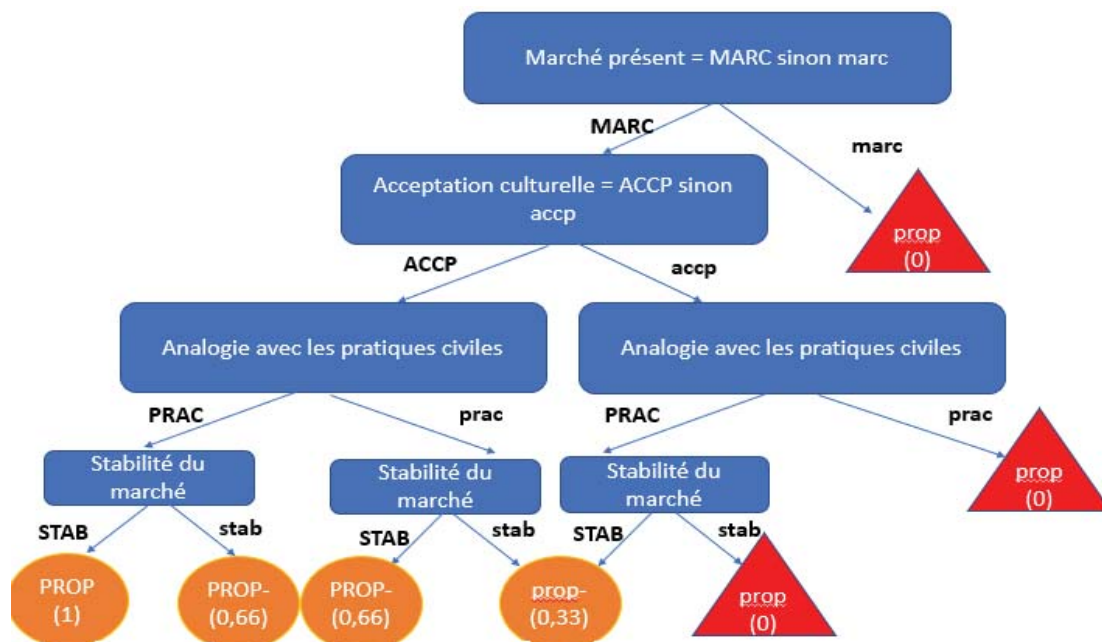 Marché présent = MARC sinon marc
MARC
marc
Acceptation culturelle = ACCP sinon
accp
prop
(0)
ACCP
accp
Analogie avec les pratiques civiles
Analogie avec les pratiques civiles
PRAC
prac
PRAC
prac
Stabilité du
marché
Stabilité du
marché
Stabilité du
marché
prop
(0)
STAB
stab
STAB
stab
STAB
stab
PROP
(1)
PROP-
(0,66)
PROP-
(0,66)
prop-
(0,33)
prop
(0)